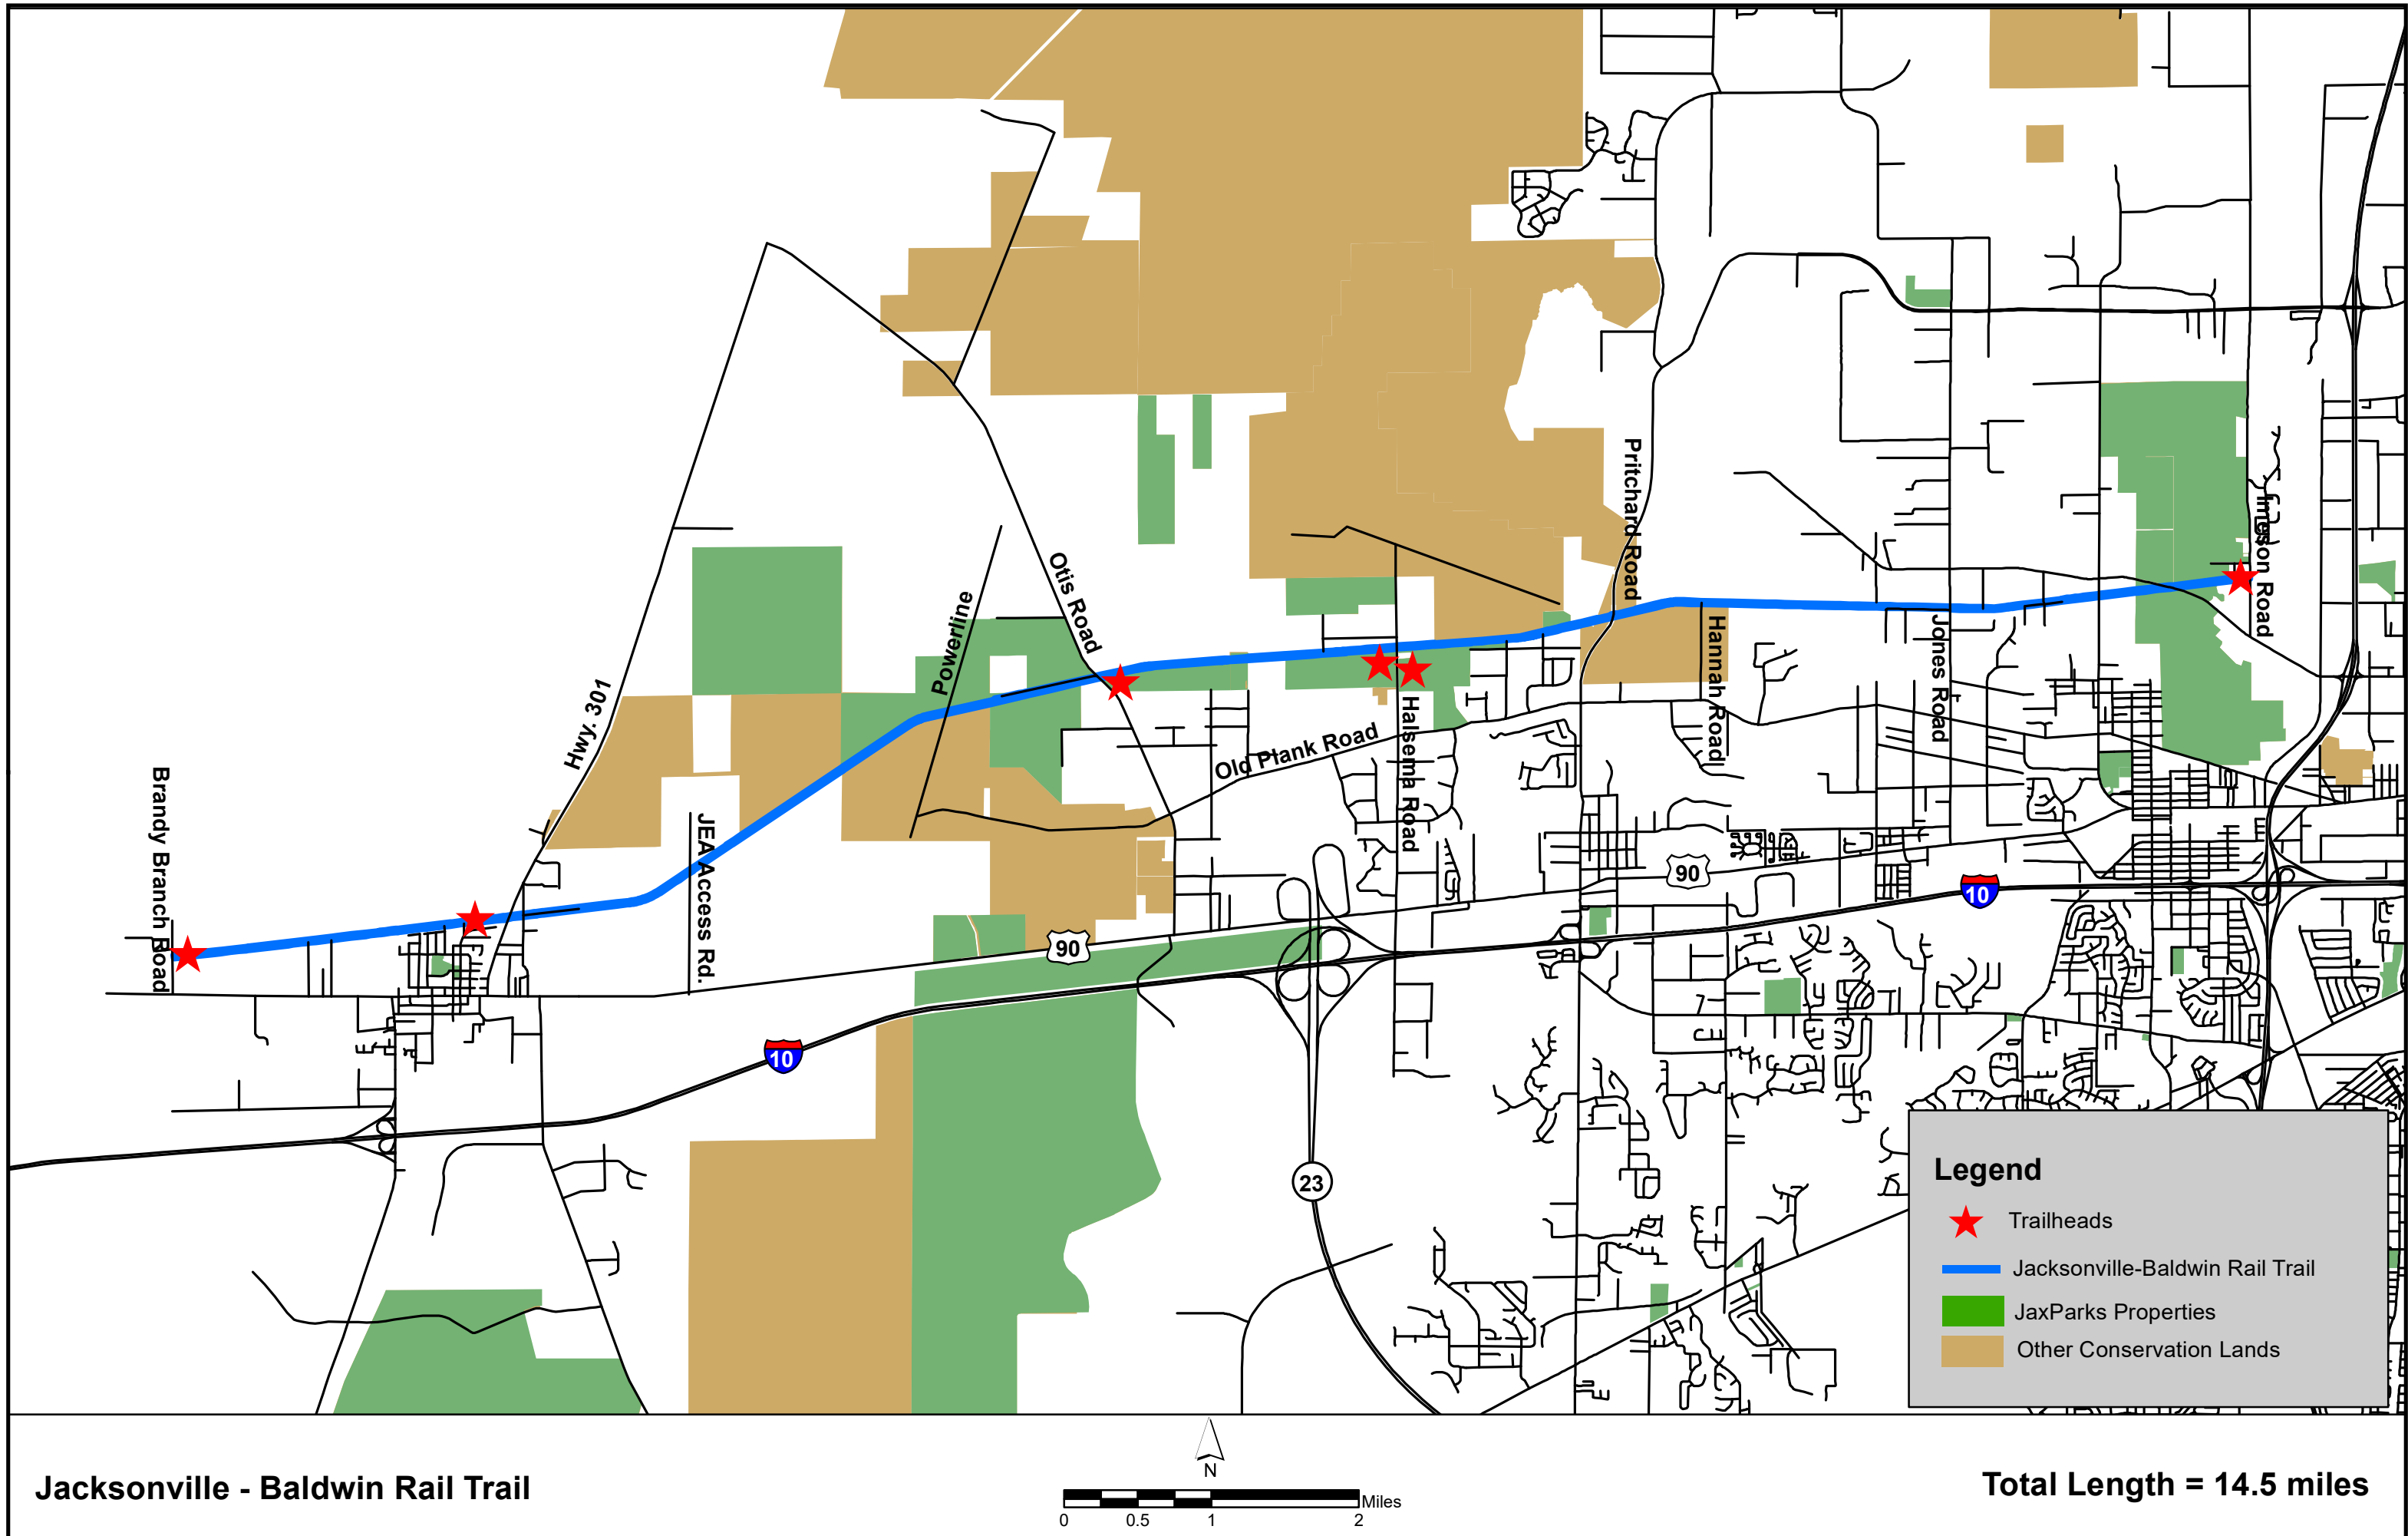 Pritchard Road
Imeson Road
Otis Road
Powerline
Hannnah Road
Jones Road
Hwy. 301
Halsema Road
Old Plank Road
Brandy Branch Road
JEA Access Rd.
90
10
90
10
23
Legend
Trailheads
Jacksonville-Baldwin Rail Trail
JaxParks Properties
Other Conservation Lands
N
Jacksonville - Baldwin Rail Trail
Miles
0 0.5 1 2
Total Length = 14.5 miles